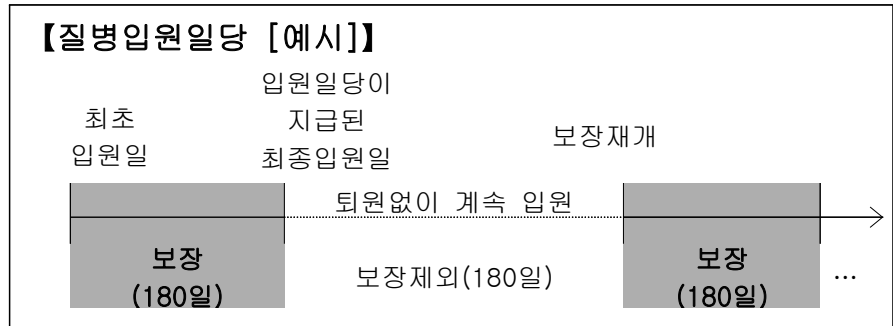 【질병입원일당 [예시]】
최초
입원일
입원일당이
지급된
최종입원일
보장재개
퇴원없이 계속 입원
보장
(180일)
보장제외(180일)
보장
(180일)
…